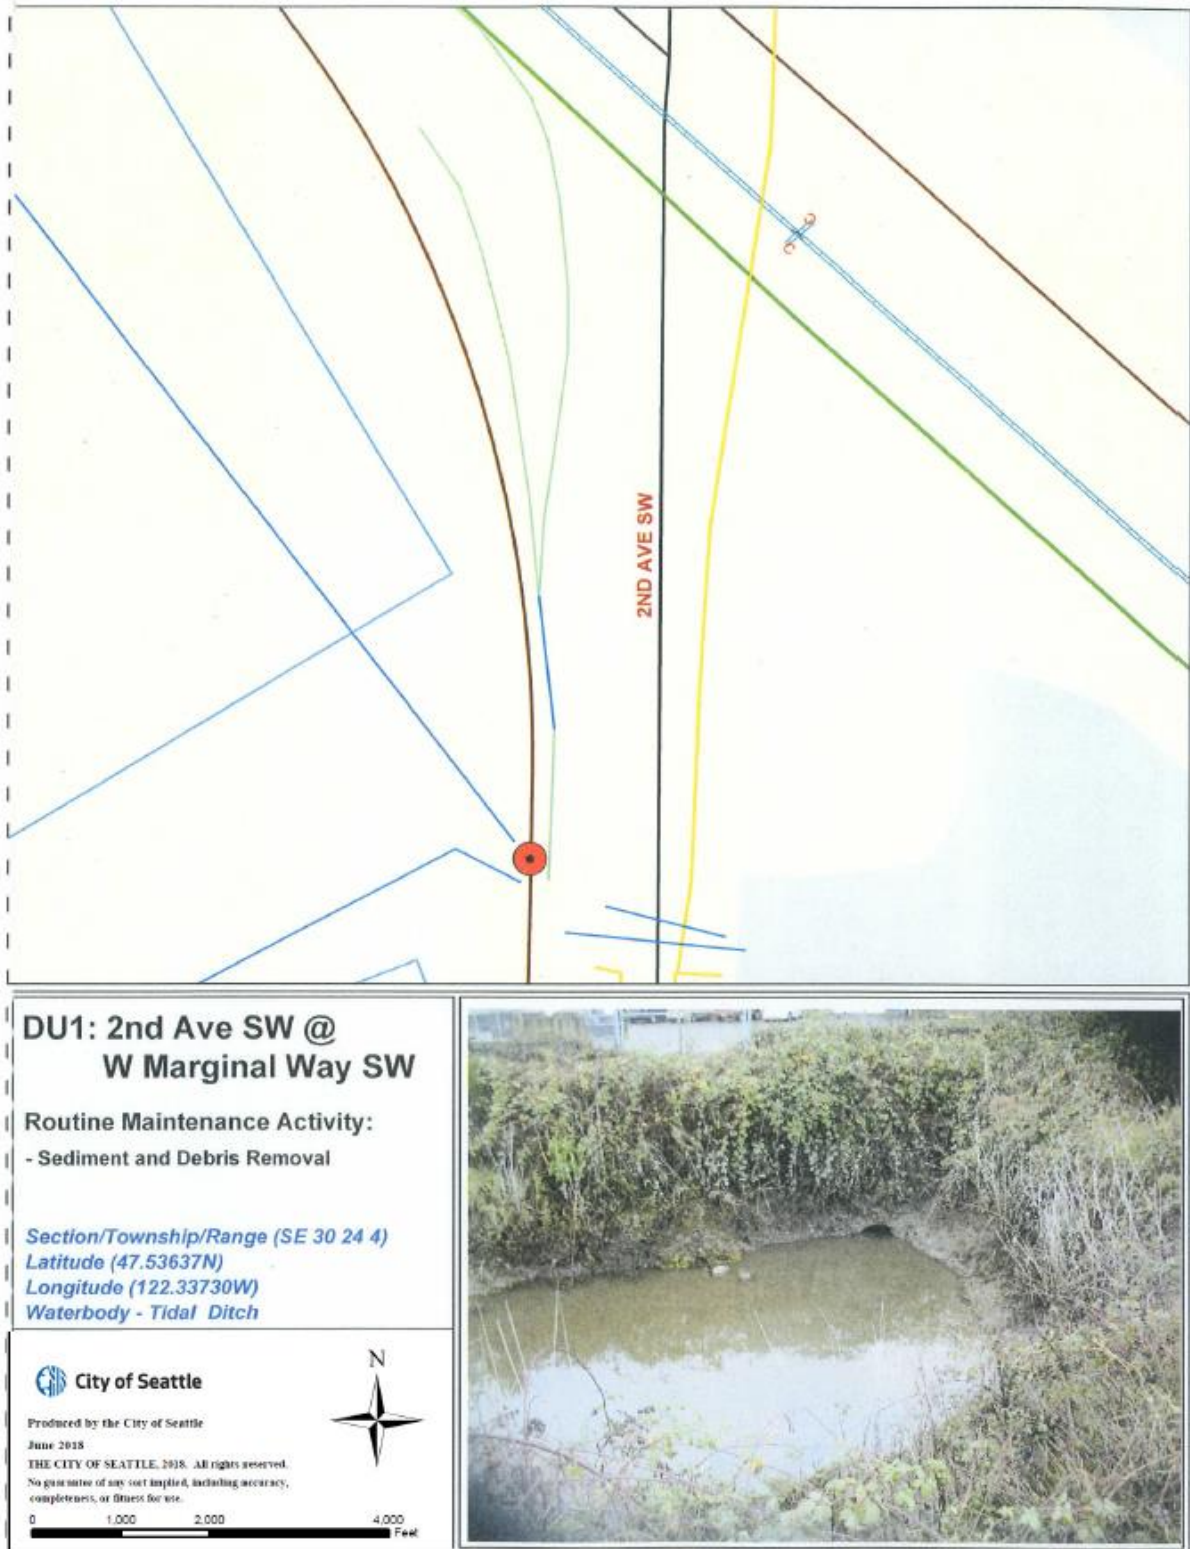 2ND AVE SW
DU1: 2nd Ave SW @
W Marginal Way SW
Routine Maintenance Activity:
- Sediment and Debris Removal
Section/Township/Range (SE 30 24 4)
Latitude (47.53637N)
Longitude (122.33730W)
Waterbody - Tidal Ditch
City of Seattle
N
Produced by the City of Seattle
June 2018
THE CITY OF SEATTLE, 2018. All rights reserved.
No guarantee of any sort implied, including accuracy,
completeness, or fitness for use.
0 1,000 2,000 4,000
Feet